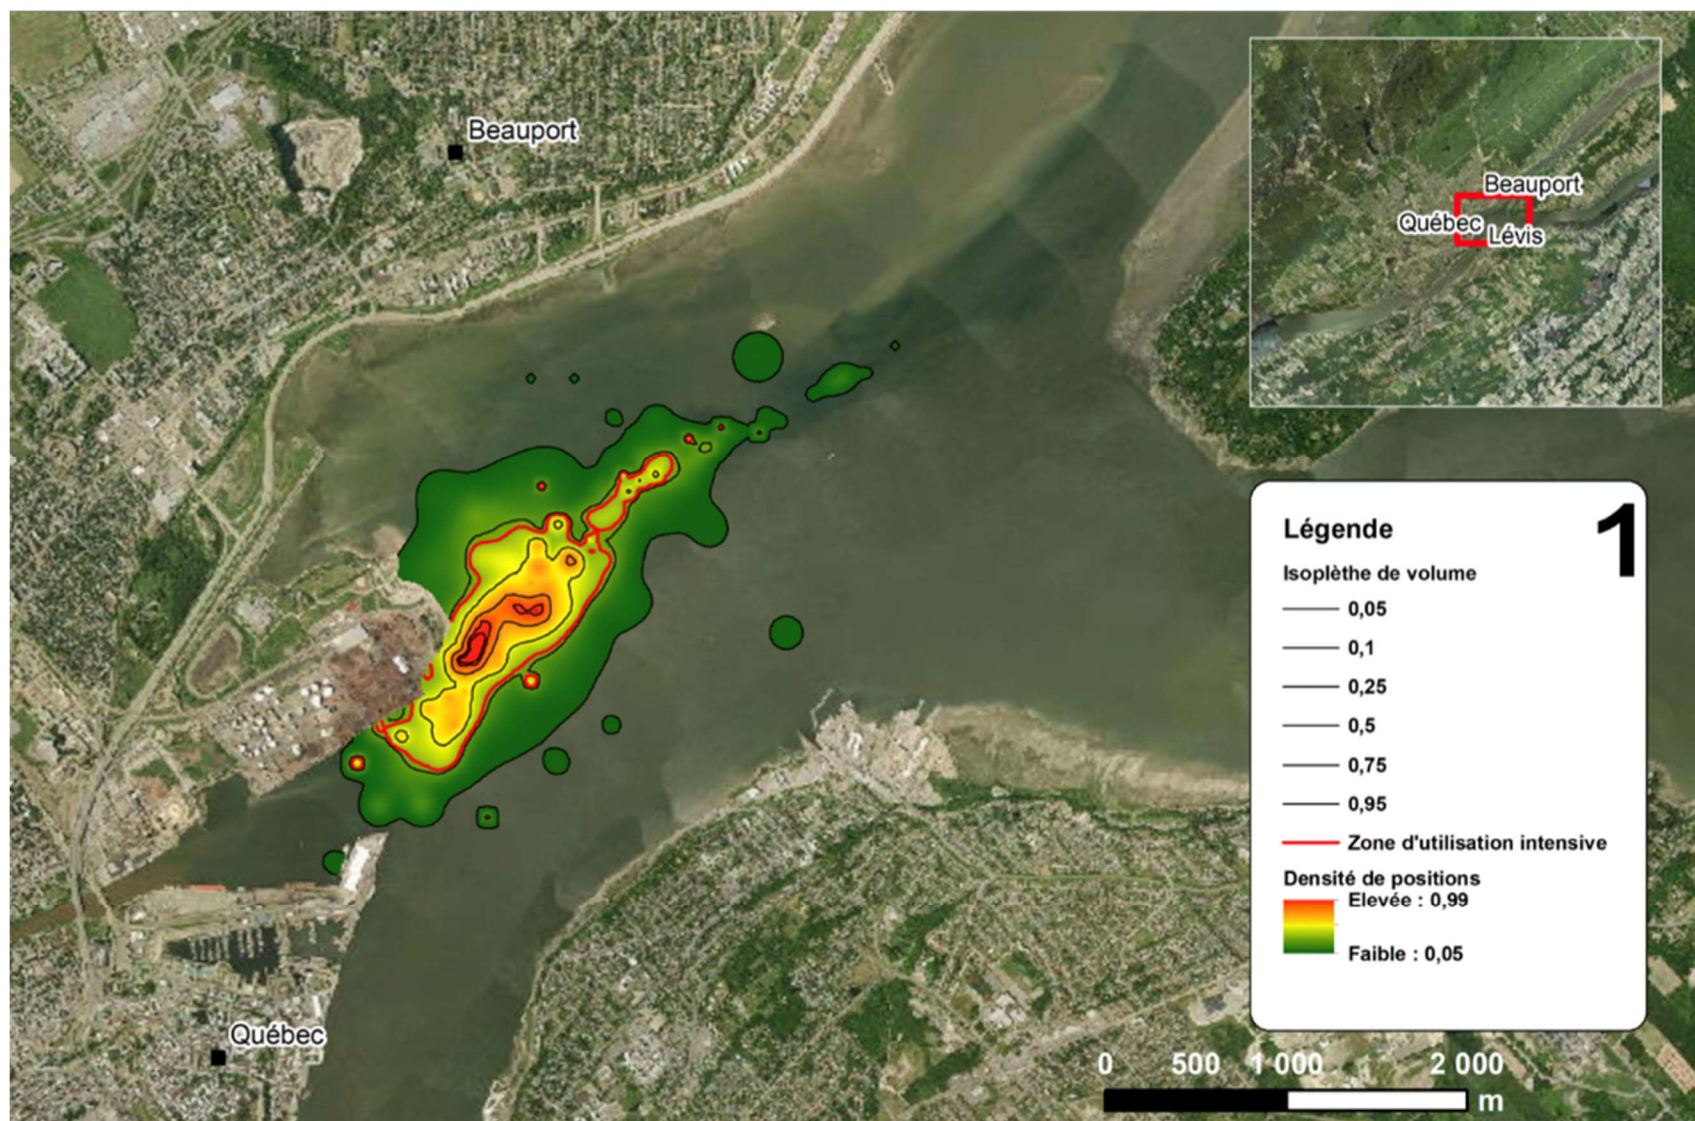 Beauport
Beauport
Québec
Lévis
1
Légende
Isoplèthe de volume
0,05
0,1
0,25
0,5
0,75
0,95
Zone d'utilisation intensive
Densité de positions
Elevée : 0,99
Faible : 0,05
Québec
0 500 1 000 2 000
m